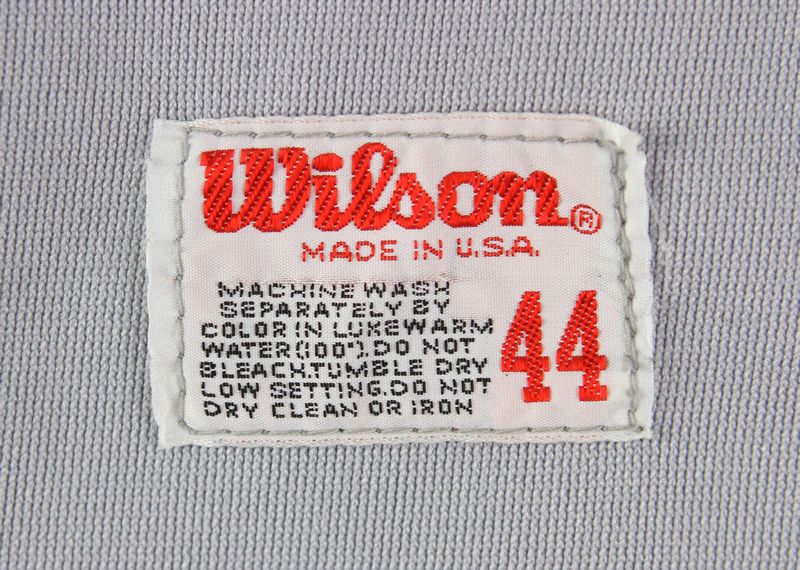 Wilson®
MADE IN U.S.A.
MACHINE WASH
SEPARATELY BY
COLOR IN LUKEWARM
WATER(100°).DO NOT
BLEACH.TUMBLE DRY
LOW SETTING.DO NOT
DRY CLEAN OR IRON
44